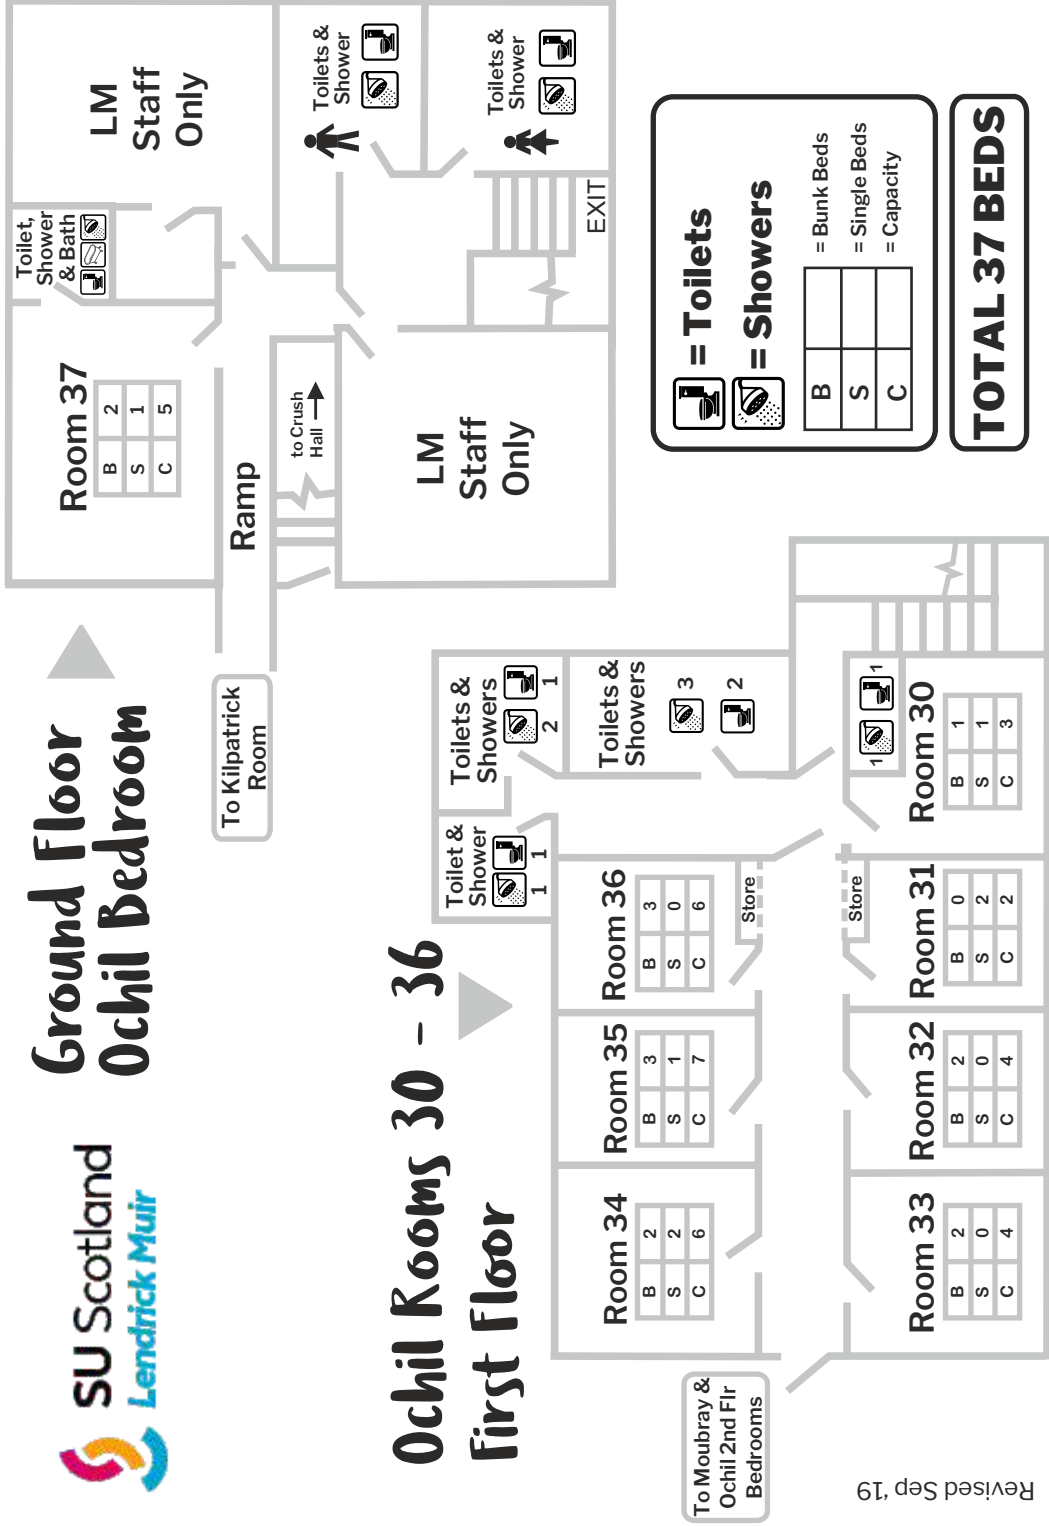 SU Scotland
Lendrick Muir
Ground Floor
Ochil Bedroom
Room 37
B 2
S 1
C 5
Toilet,
Shower
& Bath
LM
Staff
Only
To Kilpatrick
Room
Ramp
to Crush
Hall
Toilets &
Shower
LM
Staff
Only
Toilets &
Shower
EXIT
Ochil Rooms 30 - 36
First Floor
Toilet &
Shower
1 1
Toilets &
Showers
2 1
Toilets &
Showers
3
2
Room 34
B 2
S 2
C 6
Room 35
B 3
S 1
C 7
Room 36
B 3
S 0
C 6
Store
To Moubray &
Ochil 2nd Flr
Bedrooms
Store
1 1
Room 33
B 2
S 0
C 4
Room 32
B 2
S 0
C 4
Room 31
B 0
S 2
C 2
Room 30
B 1
S 1
C 3
= Toilets
= Showers
B = Bunk Beds
S = Single Beds
C = Capacity
TOTAL 37 BEDS
Revised Sep '19